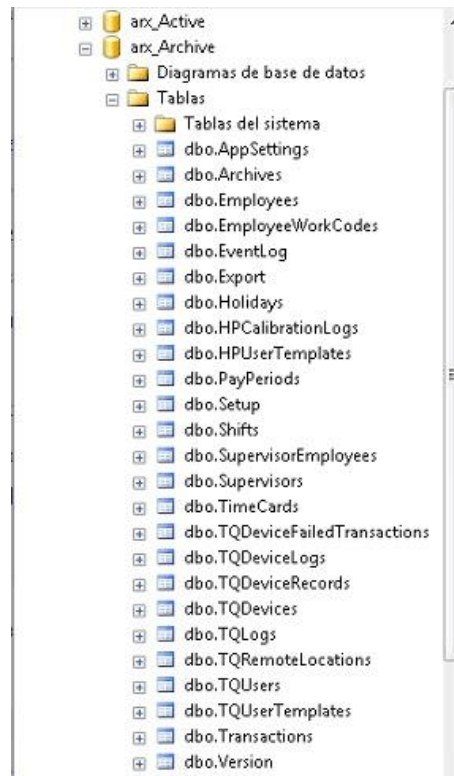 arx_Active
arx_Archive
Diagramas de base de datos
Tablas
Tablas del sistema
dbo.AppSettings
dbo.Archives
dbo.Employees
dbo.EmployeeWorkCodes
dbo.EventLog
dbo.Export
dbo.Holidays
dbo.HPCalibrationLogs
dbo.HPUserTemplates
dbo.PayPeriods
dbo.Setup
dbo.Shifts
dbo.SupervisorEmployees
dbo.Supervisors
dbo.TimeCards
dbo.TQDeviceFailedTransactions
dbo.TQDeviceLogs
dbo.TQDeviceRecords
dbo.TQDevices
dbo.TQLogs
dbo.TQRemoteLocations
dbo.TQUsers
dbo.TQUserTemplates
dbo.Transactions
dbo.Version